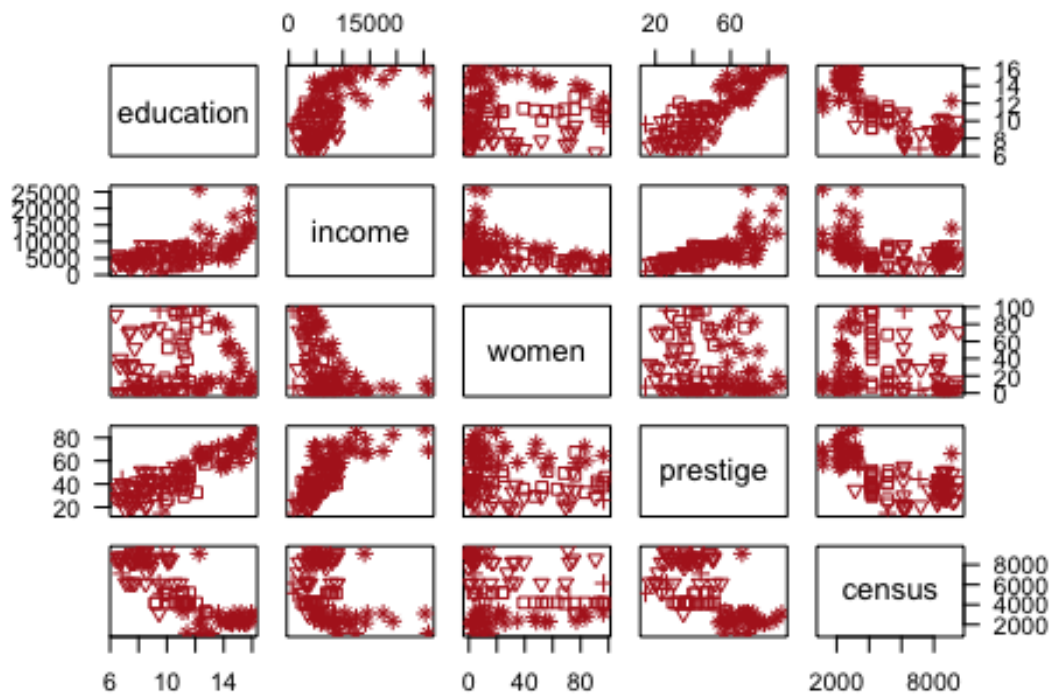 0 15000 20 60
education 16 14 12 10 8 6
25000 20000 15000 10000 5000 0 income
women 100 80 60 40 20 0
80 60 40 20 prestige
census 8000 6000 4000 2000
6 10 14 0 40 80 2000 8000